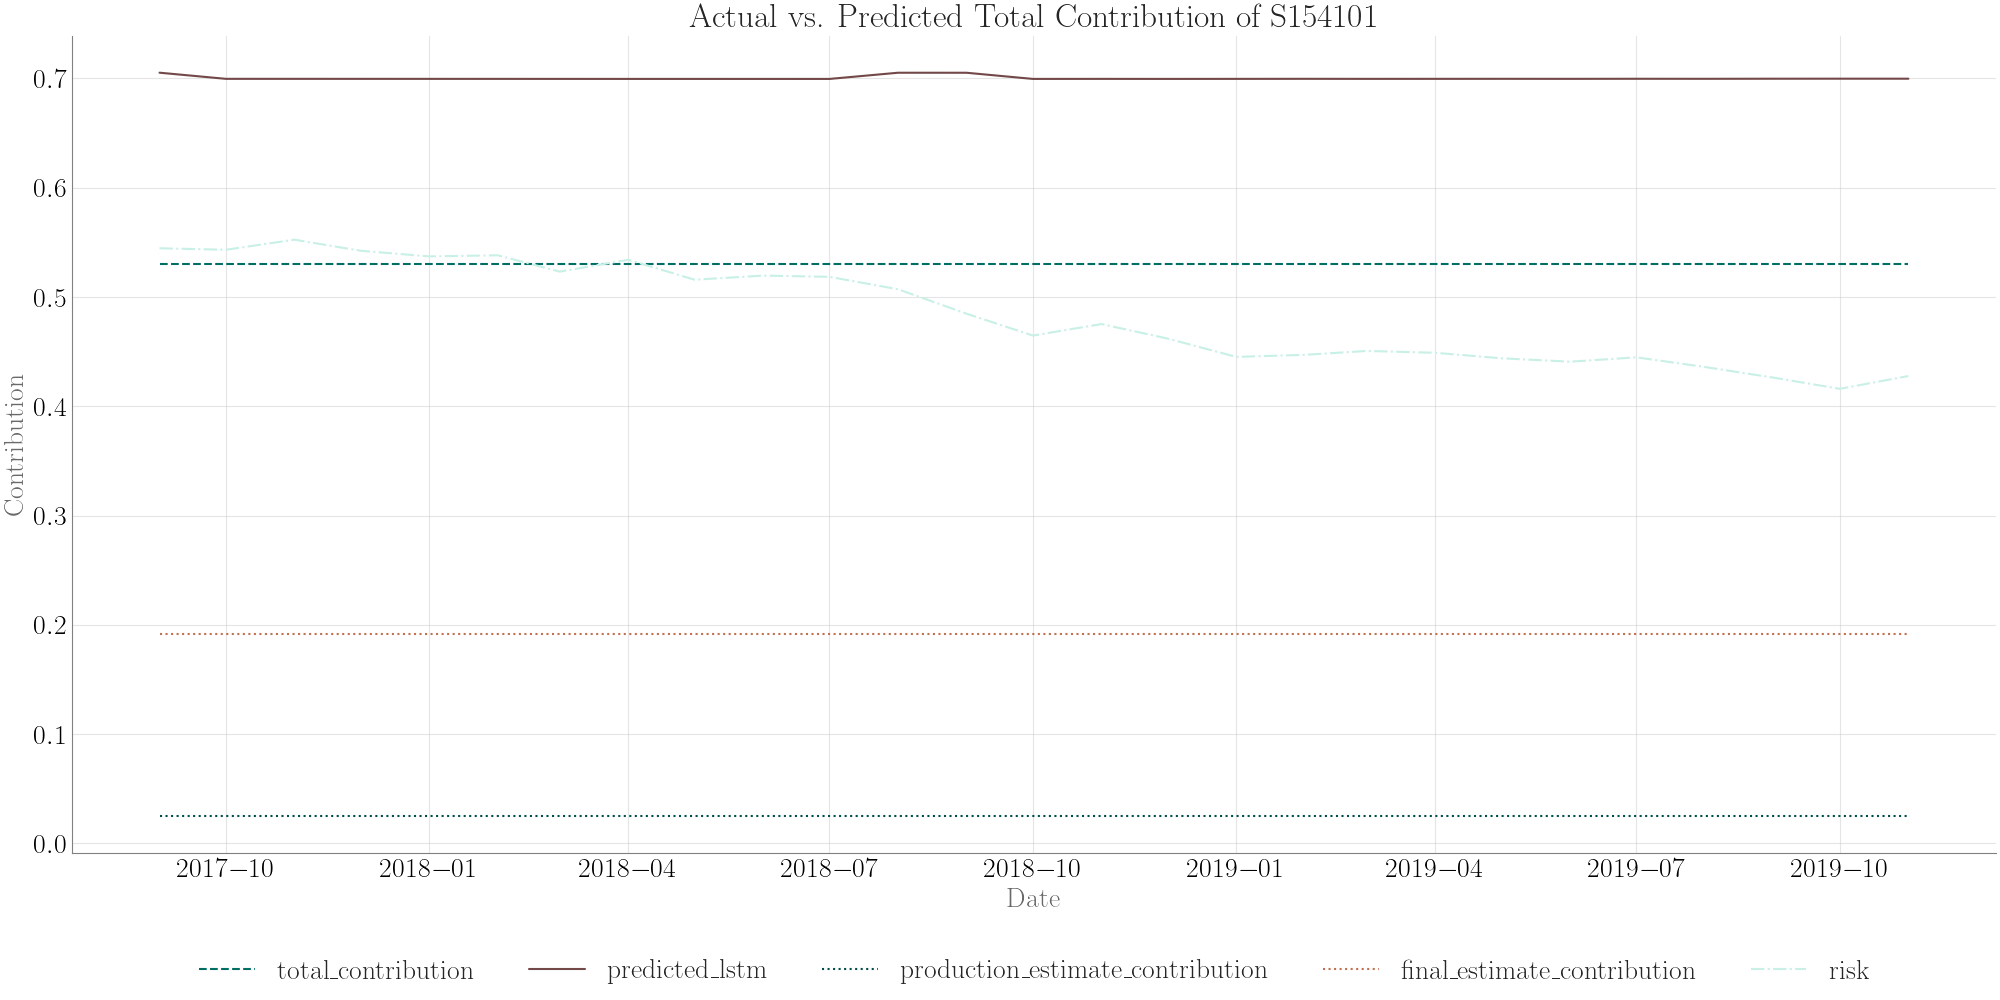 Actual vs. Predicted Total Contribution of S154101
0.7
0.6
0.5
0.4
0.3
0.2
0.1
0.0
Contribution
2017−10 2018−01 2018−04 2018−07 2018−10 2019−01 2019−04 2019−07 2019−10
Date
total_contribution predicted_lstm production_estimate_contribution final_estimate_contribution risk